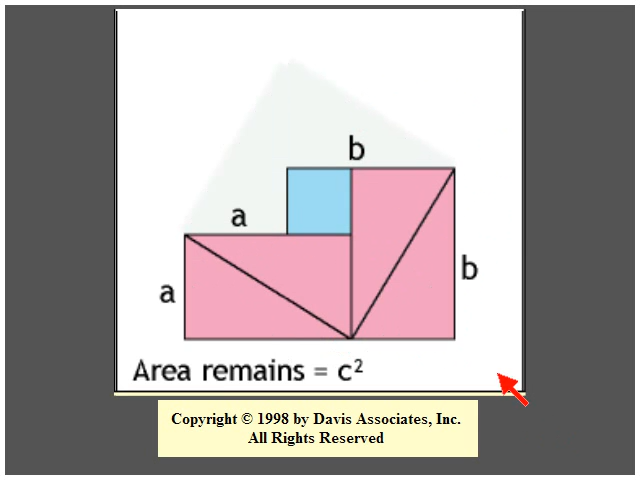 b
a
a
b
Area remains = c²
Copyright © 1998 by Davis Associates, Inc.
All Rights Reserved